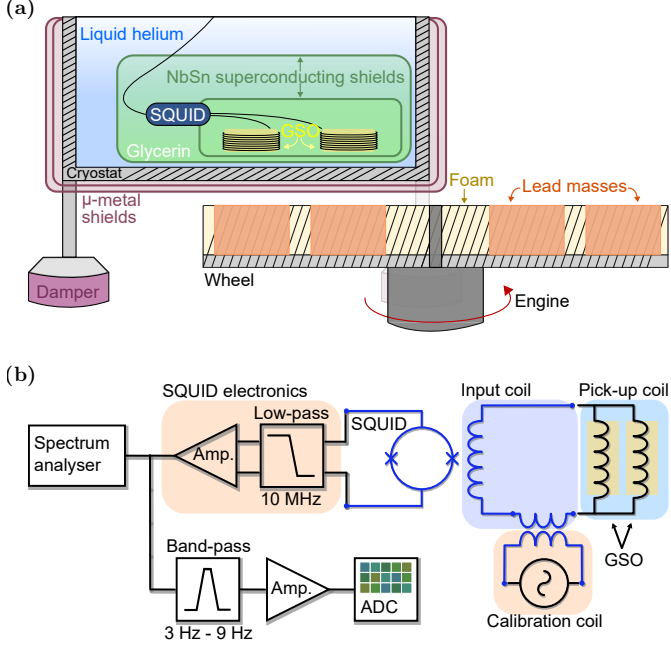 (a)
Liquid helium
NbSn superconducting shields
SQUID
GSO
Glycerin
Cryostat
μ-metal
shields
Foam
Lead masses
Wheel
Damper
Engine
(b)
SQUID electronics
Input coil
Pick-up coil
Low-pass
SQUID
Spectrum
analyser
Amp.
10 MHz
Band-pass
GSO
Amp.
ADC
3 Hz - 9 Hz
Calibration coil